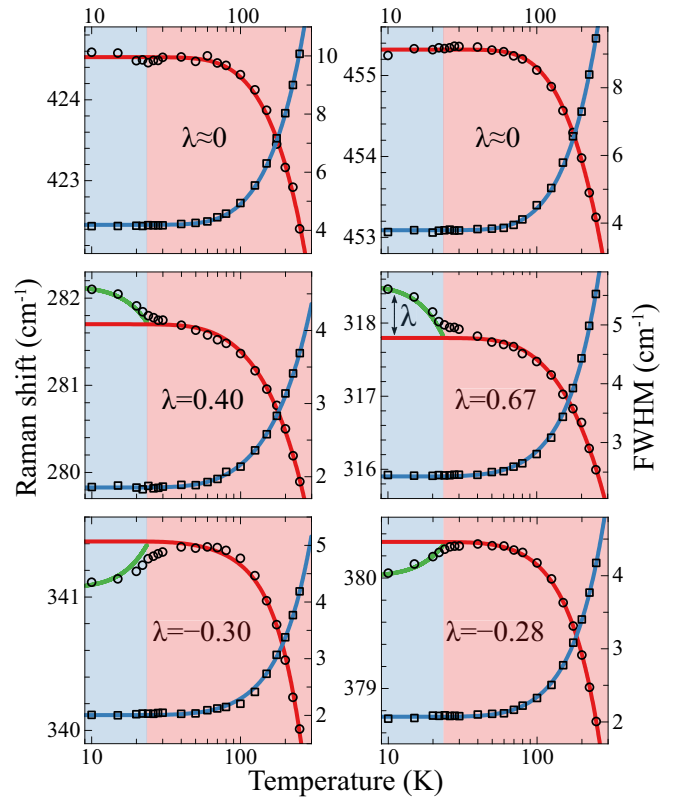 10 100 10 100
424
423
10
8
6
4
λ≈0
455
454
453
8
6
4
λ≈0
Raman shift (cm⁻¹)
282
281
280
4
3
2
λ=0.40
318
317
316
5
4
3
λ
λ=0.67
FWHM (cm⁻¹)
341
340
5
4
3
2
λ=−0.30
380
379
4
3
2
λ=−0.28
10 100 10 100
Temperature (K)